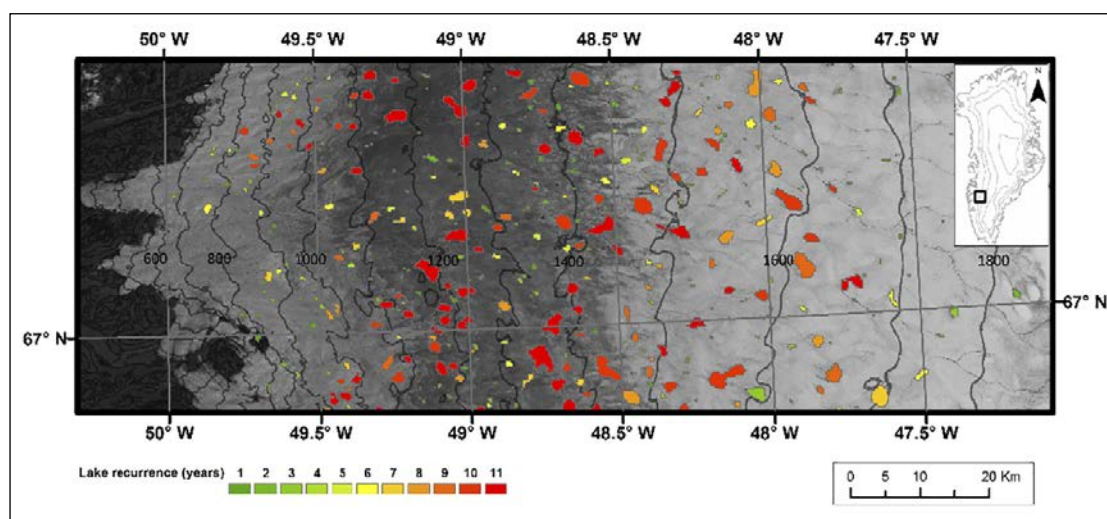 50° W 49.5° W 49° W 48.5° W 48° W 47.5° W
N
600 800 1000 1200 1400 1600 1800
67° N
67° N
50° W 49.5° W 49° W 48.5° W 48° W 47.5° W
Lake recurrence (years) 1 2 3 4 5 6 7 8 9 10 11
0 5 10 20 Km